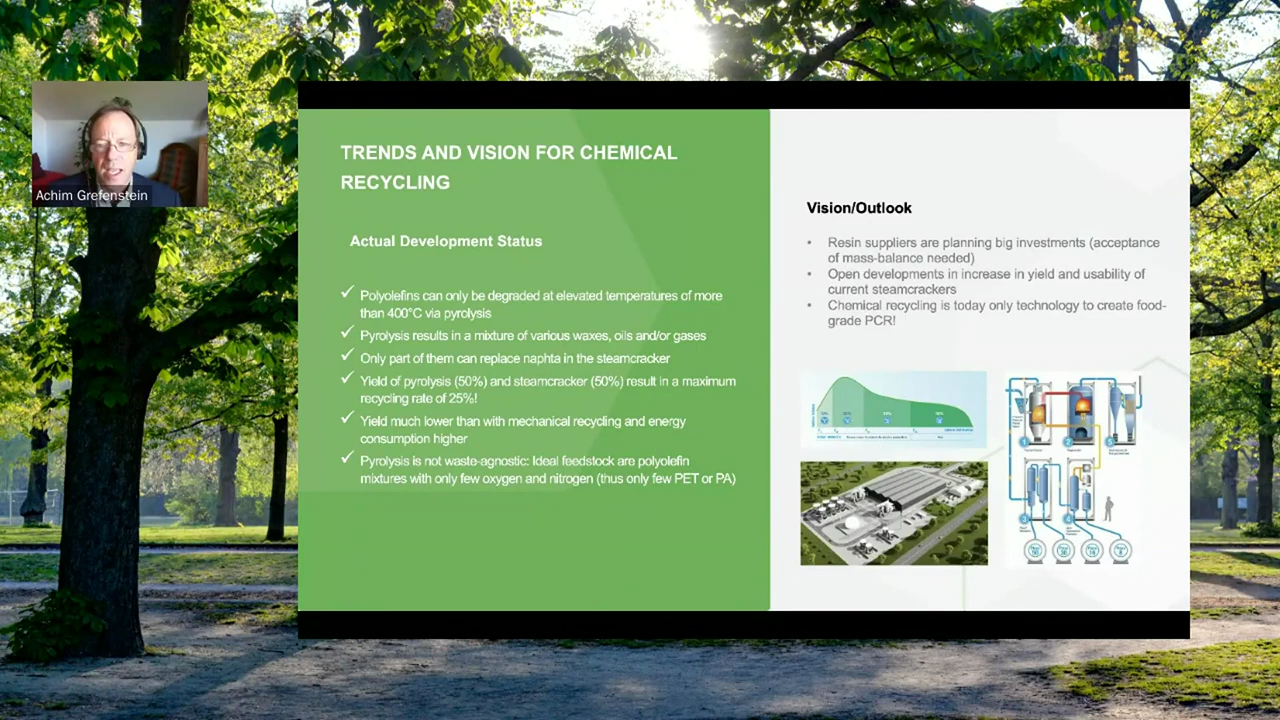 Achim Grefenstein
TRENDS AND VISION FOR CHEMICAL
RECYCLING
Actual Development Status
Polyolefins can only be degraded at elevated temperatures of more
than 400°C via pyrolysis
Pyrolysis results in a mixture of various waxes, oils and/or gases
Only part of them can replace naphta in the steamcracker
Yield of pyrolysis (50%) and steamcracker (50%) result in a maximum
recycling rate of 25%!
Yield much lower than with mechanical recycling and energy
consumption higher
Pyrolysis is not waste-agnostic: Ideal feedstock are polyolefin
mixtures with only few oxygen and nitrogen (thus only few PET or PA)
Vision/Outlook
• Resin suppliers are planning big investments (acceptance
of mass-balance needed)
• Open developments in increase in yield and usability of
current steamcrackers
• Chemical recycling is today only technology to create food-
grade PCR!